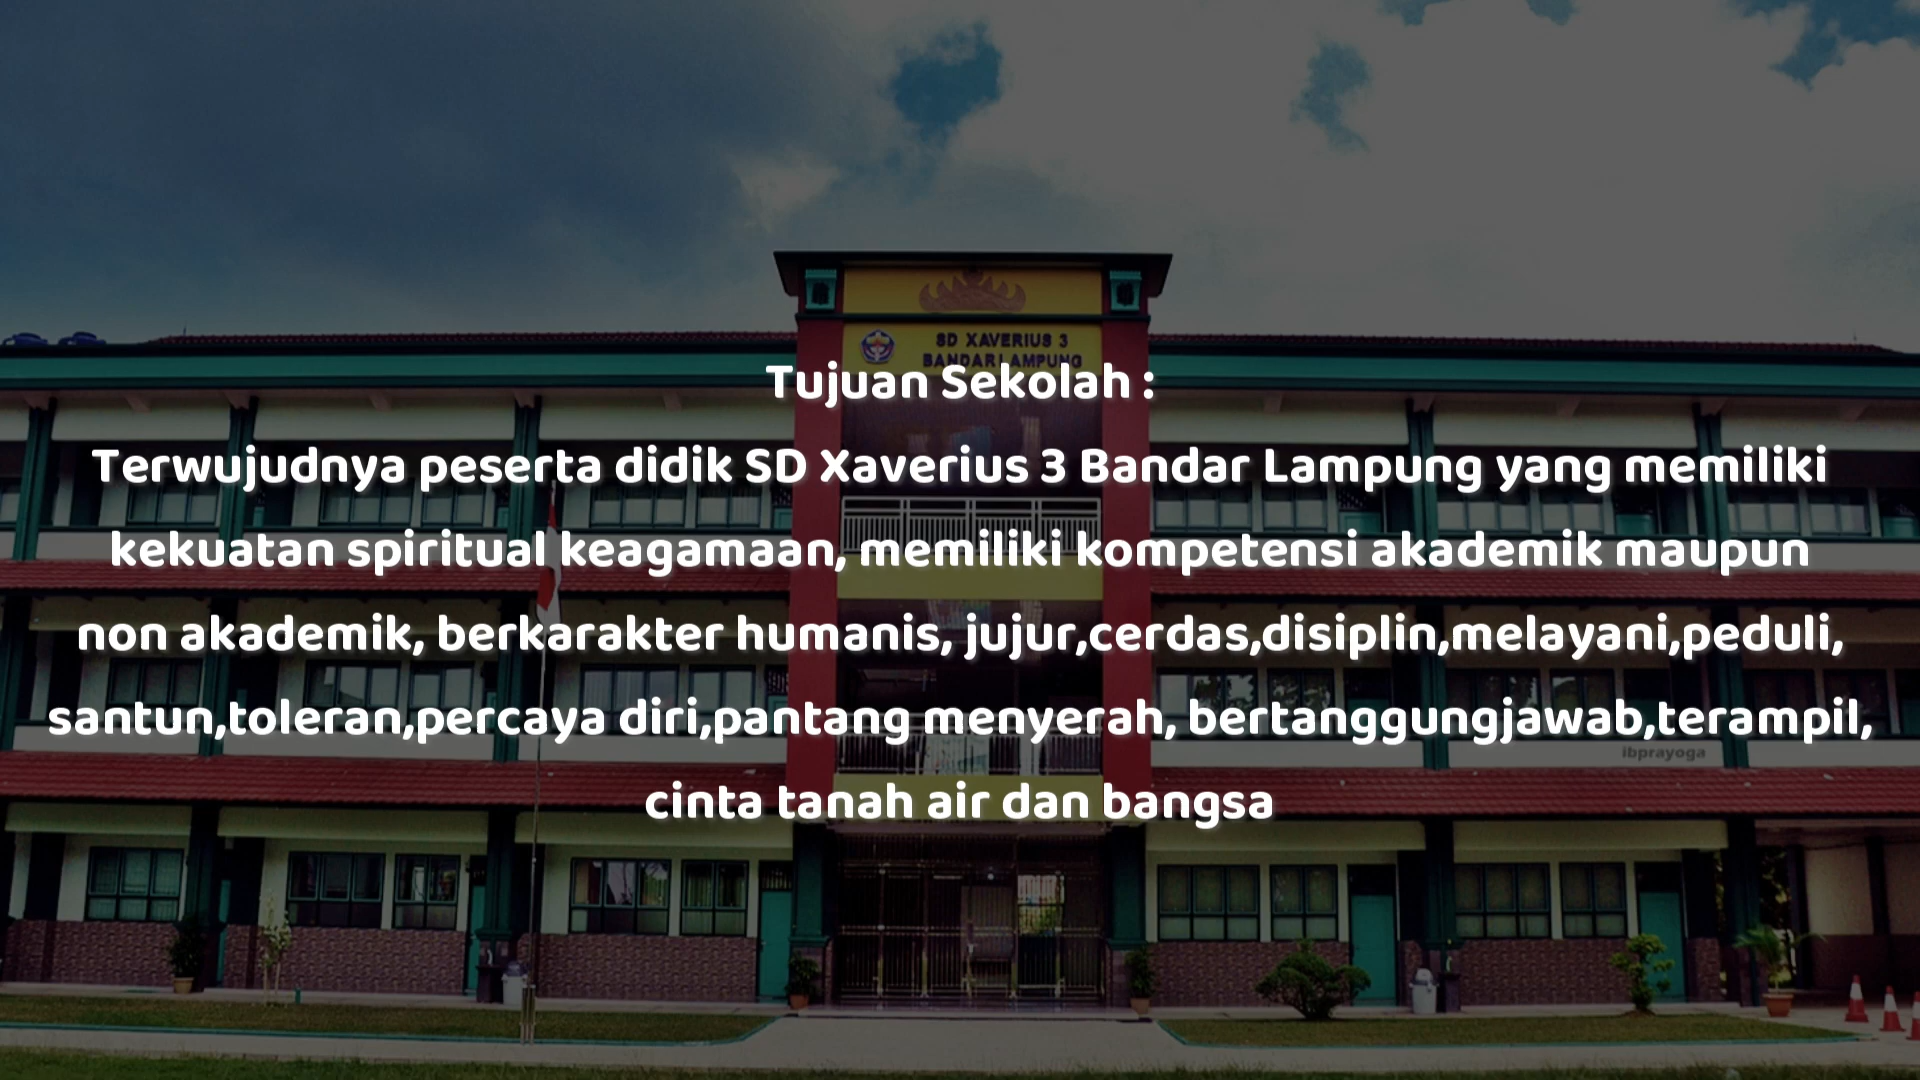 SD XAVERIUS 3
BANDAR LAMPUNG
Tujuan Sekolah :
Terwujudnya peserta didik SD Xaverius 3 Bandar Lampung yang memiliki
kekuatan spiritual keagamaan, memiliki kompetensi akademik maupun
non akademik, berkarakter humanis, jujur,cerdas,disiplin,melayani,peduli,
santun,toleran,percaya diri,pantang menyerah, bertanggungjawab,terampil,
ibprayoga
cinta tanah air dan bangsa